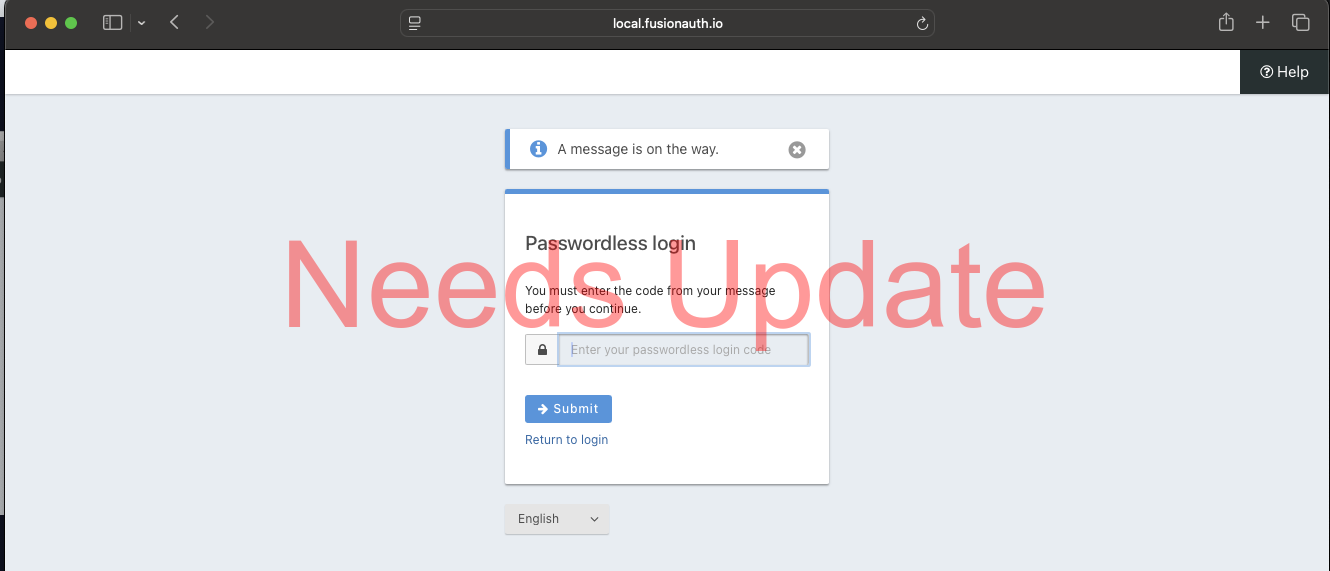 local.fusionauth.io
Help
A message is on the way.
Passwordless login
Needs Update
You must enter the code from your message
before you continue.
Enter your passwordless login code
Submit
Return to login
English